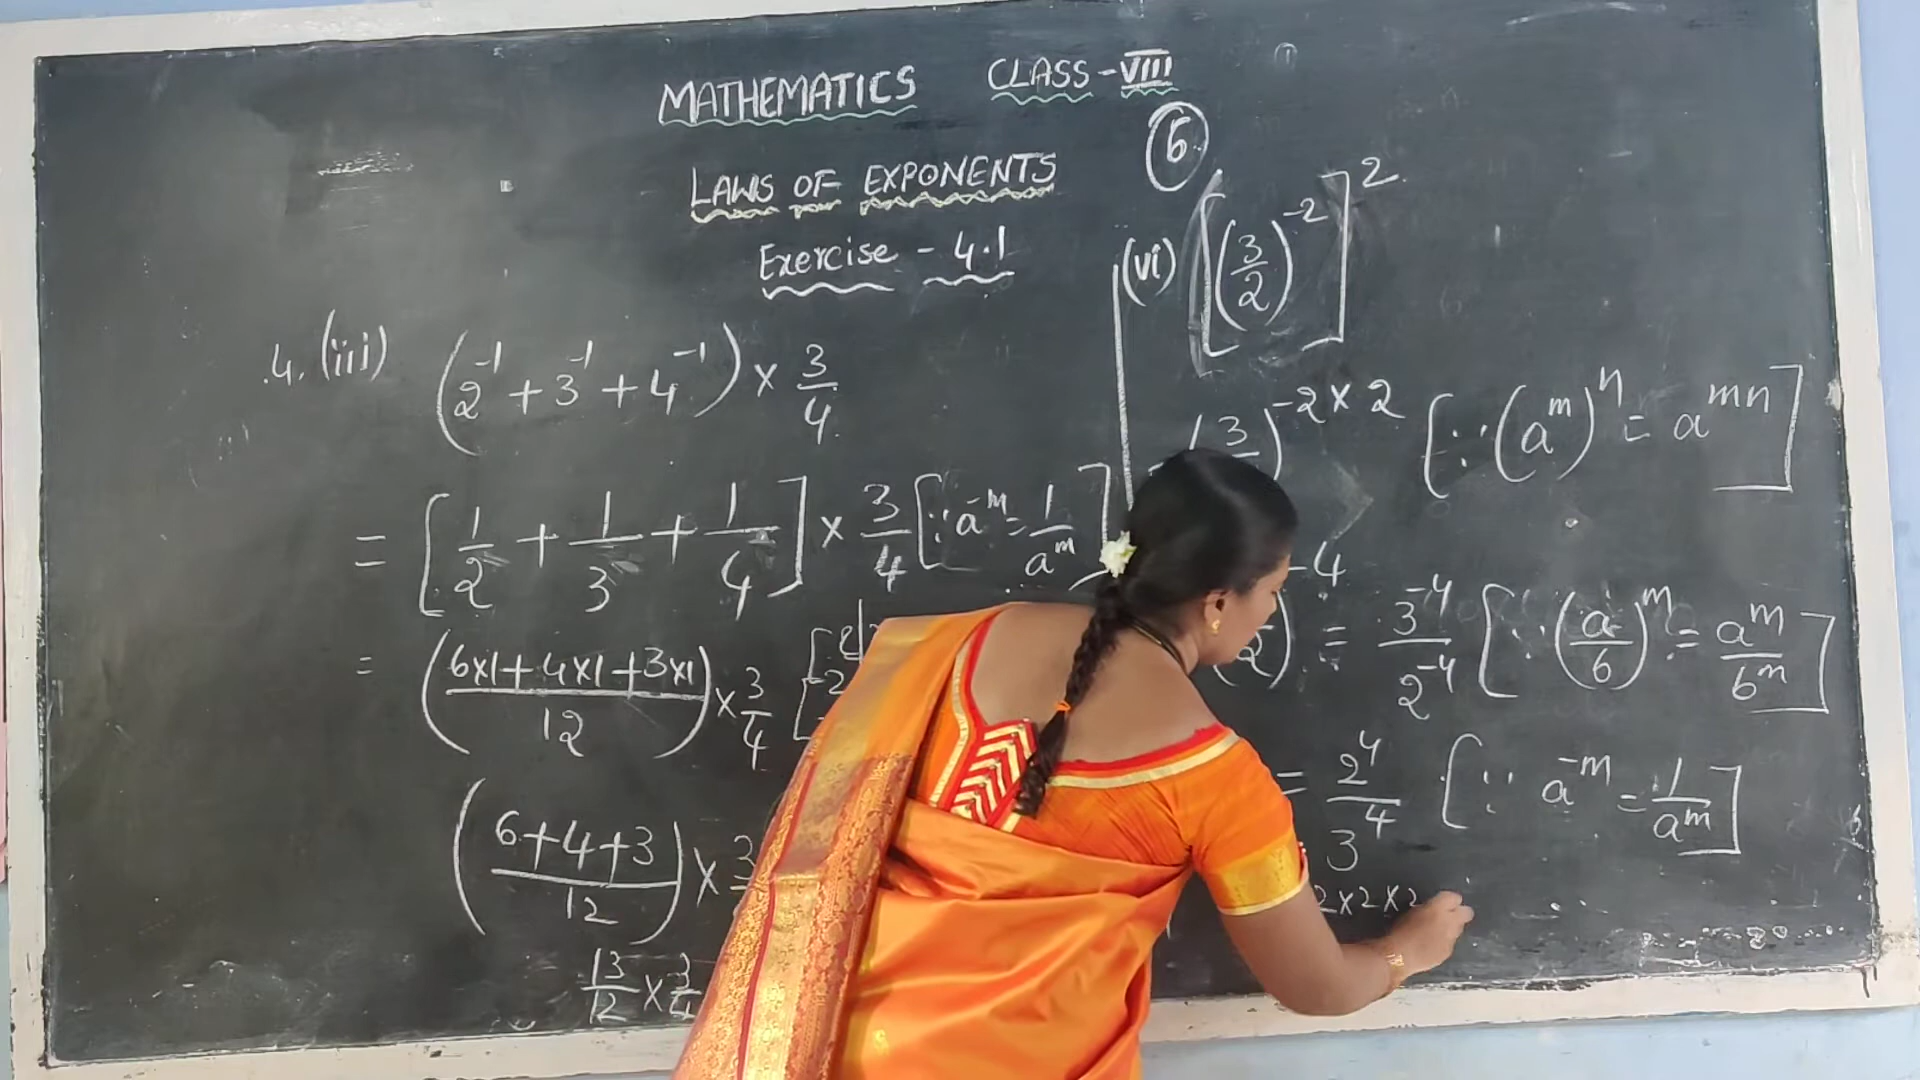 MATHEMATICS CLASS - VIII
LAWS OF EXPONENTS
Exercise - 4.1
.4. (iii) (2⁻¹ + 3⁻¹ + 4⁻¹) × 3/4
= [1/2 + 1/3 + 1/4] × 3/4 [∵ a⁻ᵐ = 1/aᵐ]
= ((6×1 + 4×1 + 3×1)/12) × 3/4
((6+4+3)/12) × 3
13/12 × 3/4
6
(vi) [(3/2)⁻²]²
(3)⁻²ˣ² [∵ (aᵐ)ⁿ = aᵐⁿ]
2)⁻⁴ = 3⁻⁴/2⁻⁴ [∵ (a/6)ᵐ = aᵐ/6ᵐ]
= 2⁴/3⁴ [∵ a⁻ᵐ = 1/aᵐ]
2×2×2